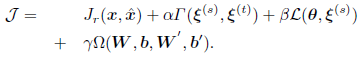 𝒥 = J_r(x, x̂) + αΓ(ξ^(s), ξ^(t)) + βℒ(θ, ξ^(s))
+ γΩ(W, b, W′, b′).